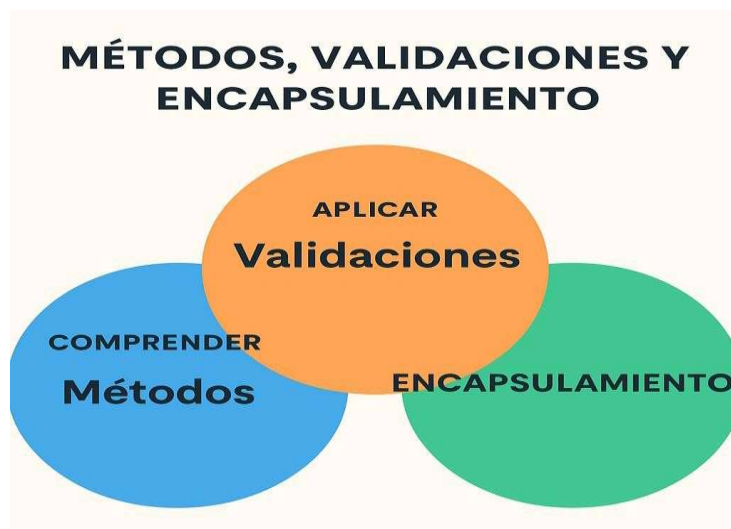 MÉTODOS, VALIDACIONES Y
ENCAPSULAMIENTO
APLICAR
Validaciones
COMPRENDER
Métodos
ENCAPSULAMIENTO